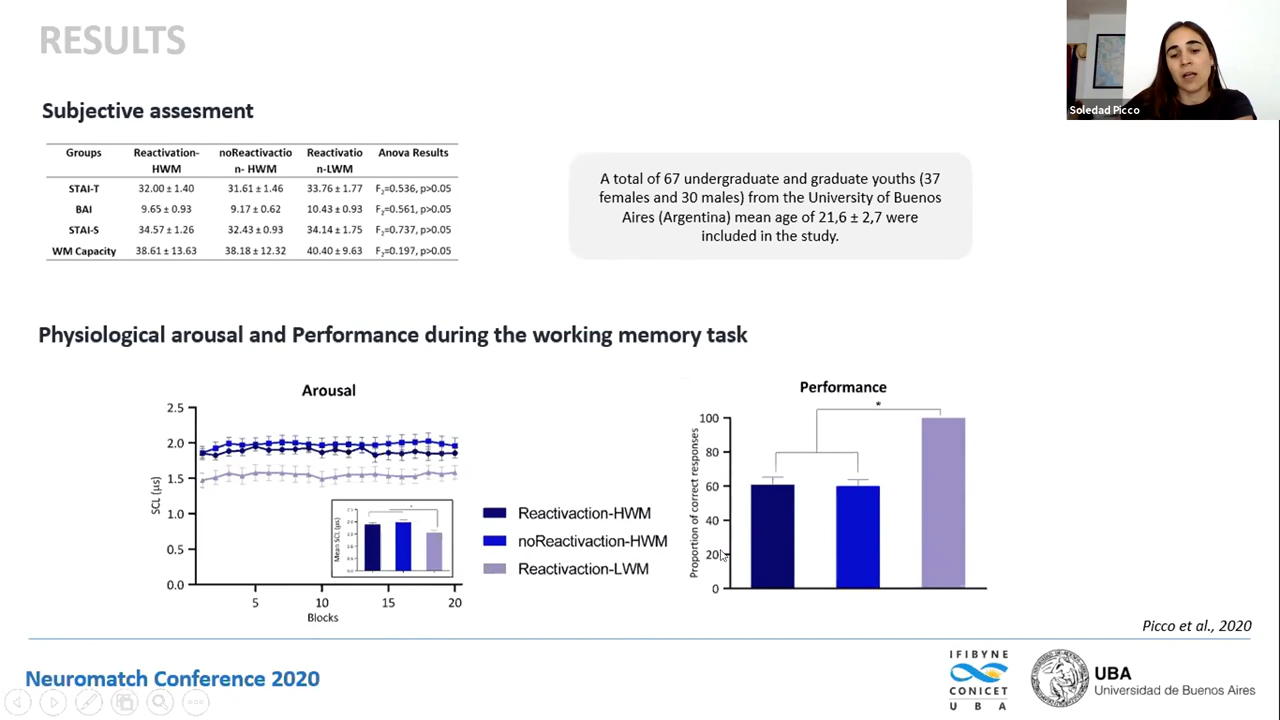 RESULTS
Soledad Picco
Subjective assesment
Groups Reactivation- noReactivactio Reactivatio Anova Results
HWM n- HWM n-LWM
STAI-T 32.00 ± 1.40 31.61 ± 1.46 33.76 ± 1.77 F₂=0.536, p>0.05
BAI 9.65 ± 0.93 9.17 ± 0.62 10.43 ± 0.93 F₂=0.561, p>0.05
STAI-S 34.57 ± 1.26 32.43 ± 0.93 34.14 ± 1.75 F₂=0.737, p>0.05
WM Capacity 38.61 ± 13.63 38.18 ± 12.32 40.40 ± 9.63 F₂=0.197, p>0.05
A total of 67 undergraduate and graduate youths (37
females and 30 males) from the University of Buenos
Aires (Argentina) mean age of 21,6 ± 2,7 were
included in the study.
Physiological arousal and Performance during the working memory task
Arousal
2.5
2.0
1.5
1.0
0.5
0.0
SCL (µs)
5 10 15 20
Blocks
Mean SCL (µs)
*
Reactivaction-HWM
noReactivaction-HWM
Reactivaction-LWM
Performance
*
100
80
60
40
20
0
Proportion of correct responses
Picco et al., 2020
Neuromatch Conference 2020
IFIBYNE
CONICET
UBA
UBA
Universidad de Buenos Aires